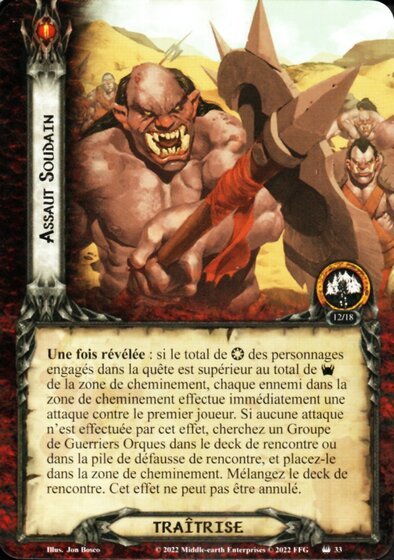 ASSAUT SOUDAIN
12/18
Une fois révélée : si le total de des personnages
engagés dans la quête est supérieur au total de
de la zone de cheminement, chaque ennemi dans la
zone de cheminement effectue immédiatement une
attaque contre le premier joueur. Si aucune attaque
n'est effectuée par cet effet, cherchez un Groupe
de Guerriers Orques dans le deck de rencontre ou
dans la pile de défausse de rencontre, et placez-le
dans la zone de cheminement. Mélangez le deck de
rencontre. Cet effet ne peut pas être annulé.
TRAÎTRISE
Illus. Jon Bosco © 2022 Middle-earth Enterprises © 2022 FFG 33